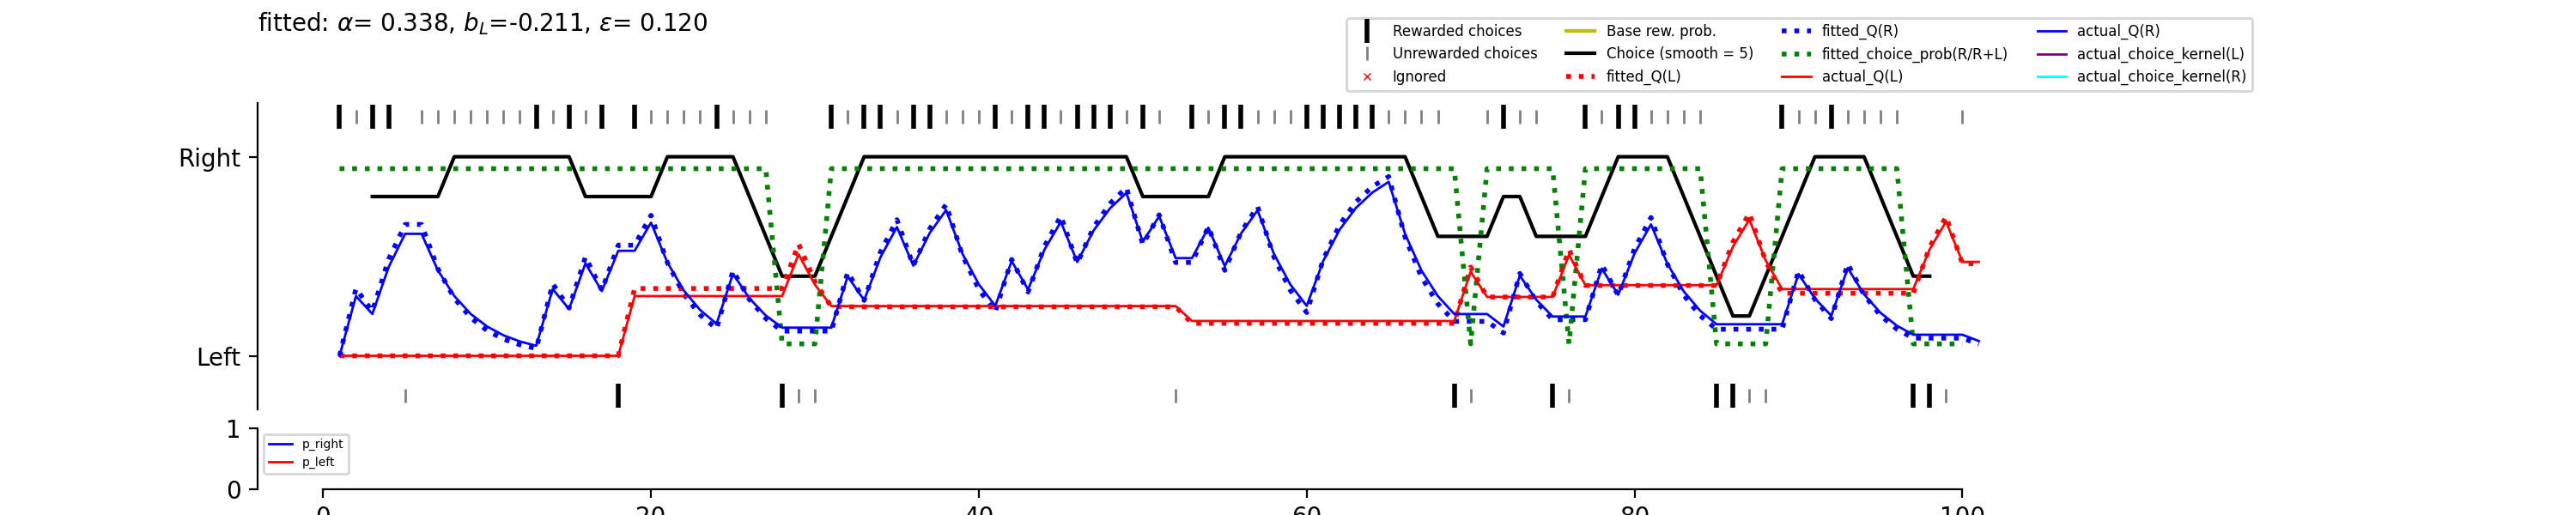 fitted: α= 0.338, b_L=-0.211, ε= 0.120
Rewarded choices
Unrewarded choices
Ignored
Base rew. prob.
Choice (smooth = 5)
fitted_Q(L)
fitted_Q(R)
fitted_choice_prob(R/R+L)
actual_Q(L)
actual_Q(R)
actual_choice_kernel(L)
actual_choice_kernel(R)
Right
Left
1
0
p_right
p_left
0 20 40 60 80 100